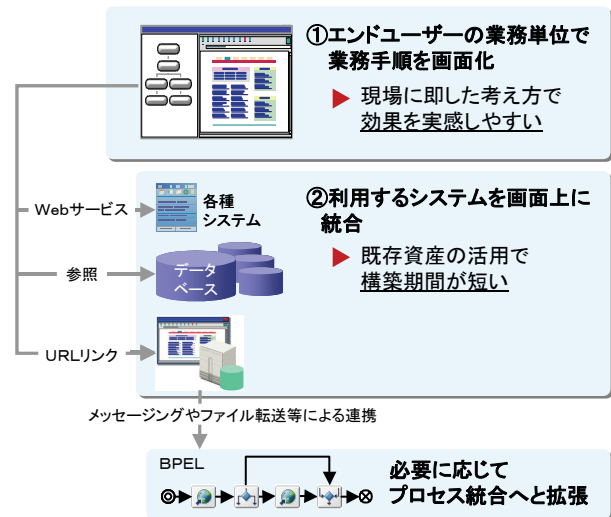 ①エンドユーザーの業務単位で
業務手順を画面化
現場に即した考え方で
効果を実感しやすい
Webサービス
各種
システム
②利用するシステムを画面上に
統合
参照
データ
ベース
既存資産の活用で
構築期間が短い
URLリンク
メッセージングやファイル転送等による連携
BPEL
必要に応じて
プロセス統合へと拡張